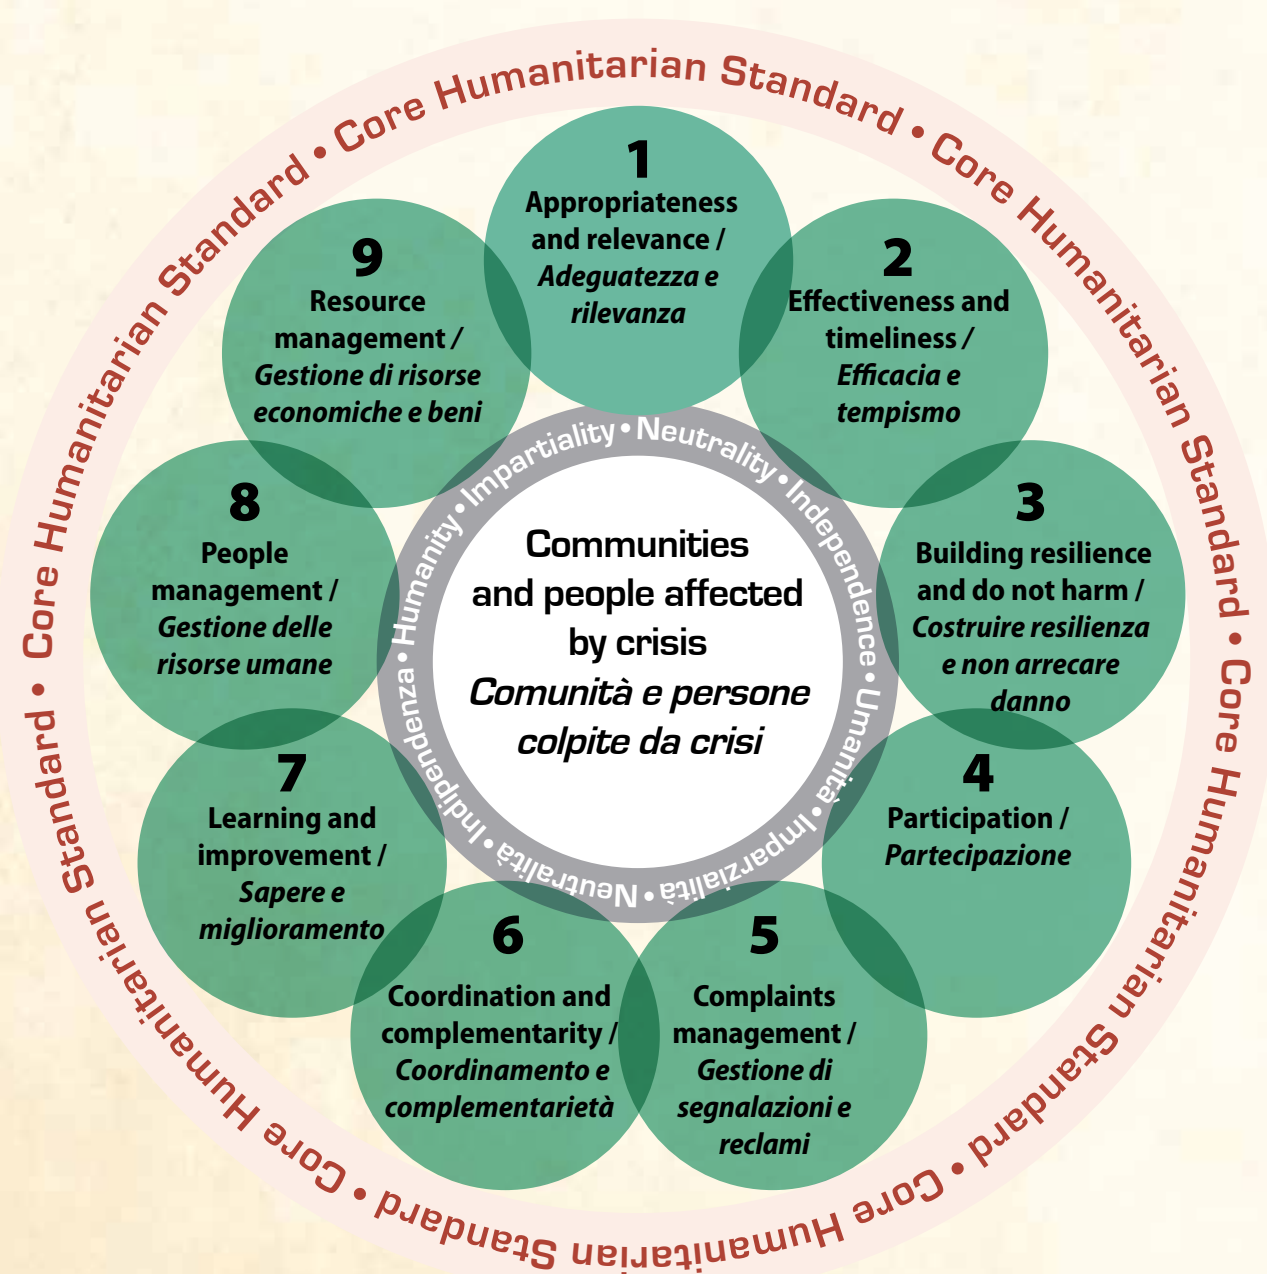 Core Humanitarian Standard • Core Humanitarian Standard • Core Humanitarian Standard • Core Humanitarian Standard • Core Humanitarian Standard • Core Humanitarian Standard •
1
Appropriateness
and relevance /
Adeguatezza e
rilevanza
2
Effectiveness and
timeliness /
Efficacia e
tempismo
3
Building resilience
and do not harm /
Costruire resilienza
e non arrecare
danno
4
Participation /
Partecipazione
5
Complaints
management /
Gestione di
segnalazioni e
reclami
6
Coordination and
complementarity /
Coordinamento e
complementarietà
7
Learning and
improvement /
Sapere e
miglioramento
8
People
management /
Gestione delle
risorse umane
9
Resource
management /
Gestione di risorse
economiche e beni
Humanity • Impartiality • Neutrality • Independence • Umanità • Imparzialità • Neutralità • Indipendenza •
Communities
and people affected
by crisis
Comunità e persone
colpite da crisi